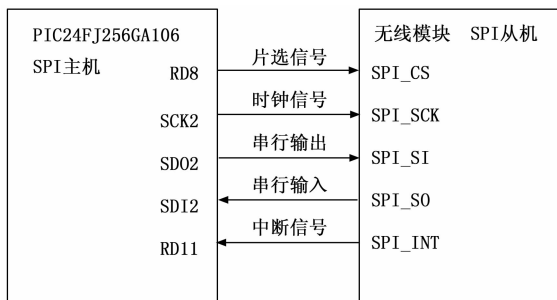 PIC24FJ256GA106
SPI主机
无线模块 SPI从机
RD8
片选信号
SPI_CS
SCK2
时钟信号
SPI_SCK
SDO2
串行输出
SPI_SI
SDI2
串行输入
SPI_SO
RD11
中断信号
SPI_INT